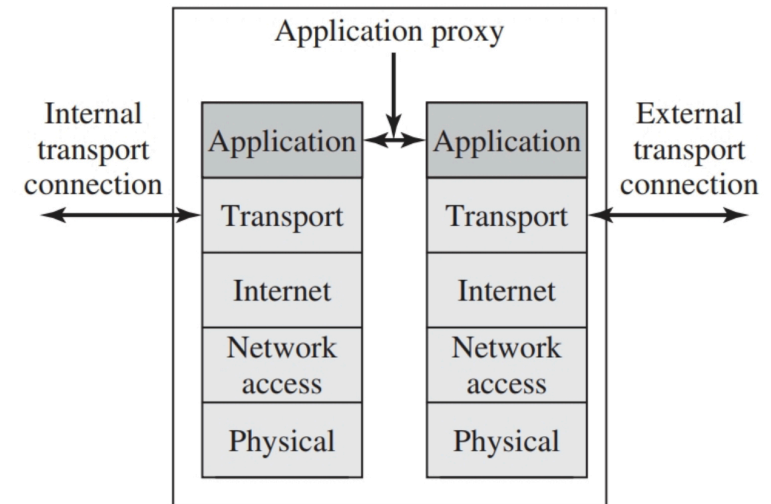 Application proxy
Internal
transport
connection
External
transport
connection
Application
Transport
Internet
Network
access
Physical
Application
Transport
Internet
Network
access
Physical